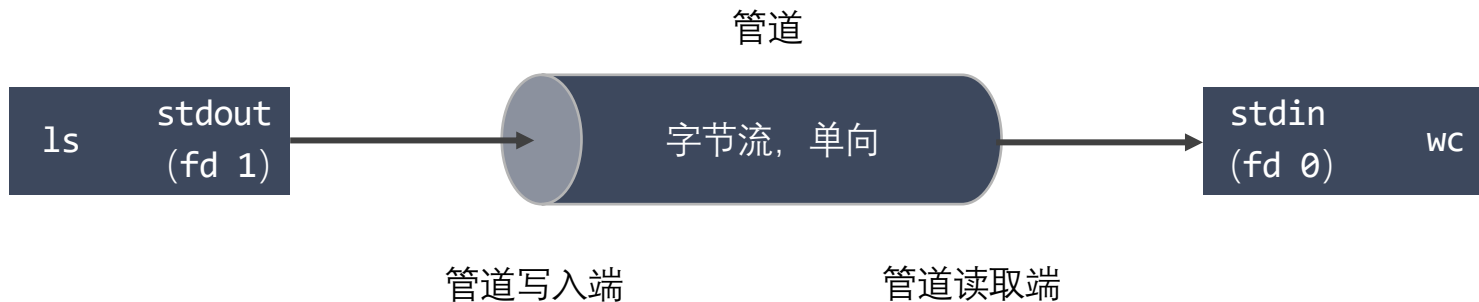 管道
ls
stdout
(fd 1)
字节流，单向
stdin
(fd 0)
wc
管道写入端
管道读取端